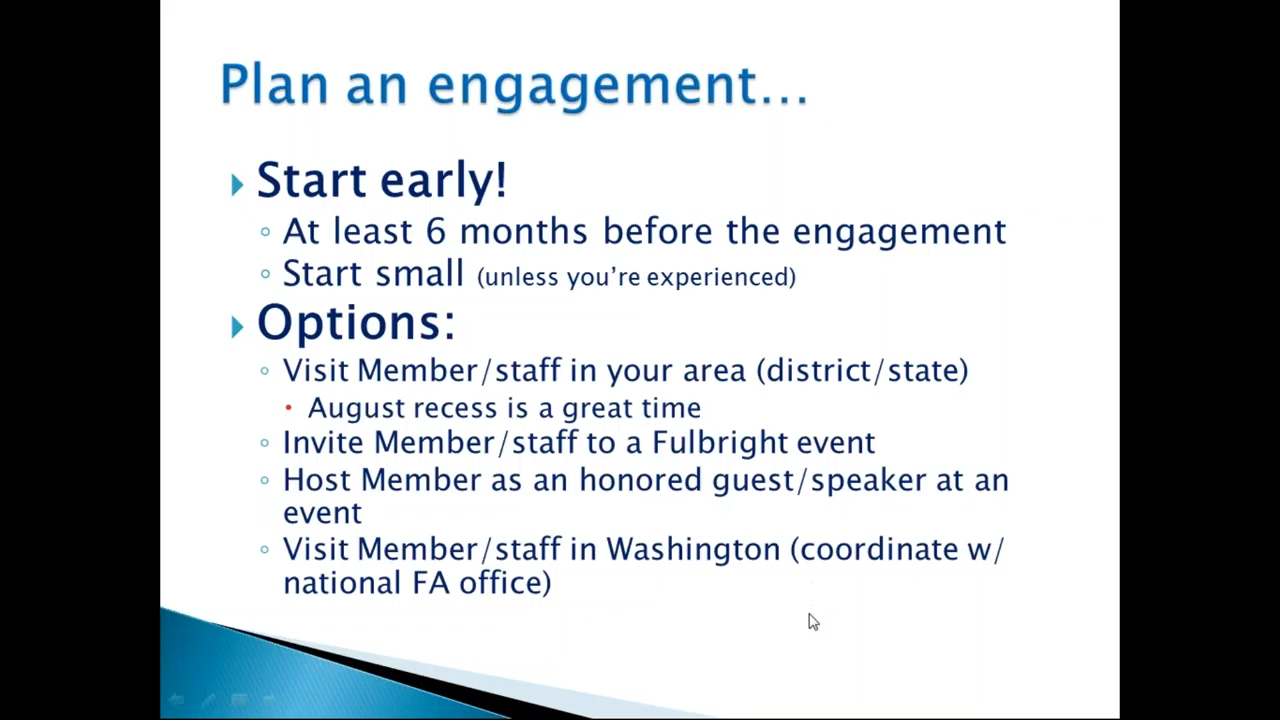 Plan an engagement...
Start early!
At least 6 months before the engagement
Start small (unless you're experienced)
Options:
Visit Member/staff in your area (district/state)
August recess is a great time
Invite Member/staff to a Fulbright event
Host Member as an honored guest/speaker at an
event
Visit Member/staff in Washington (coordinate w/
national FA office)